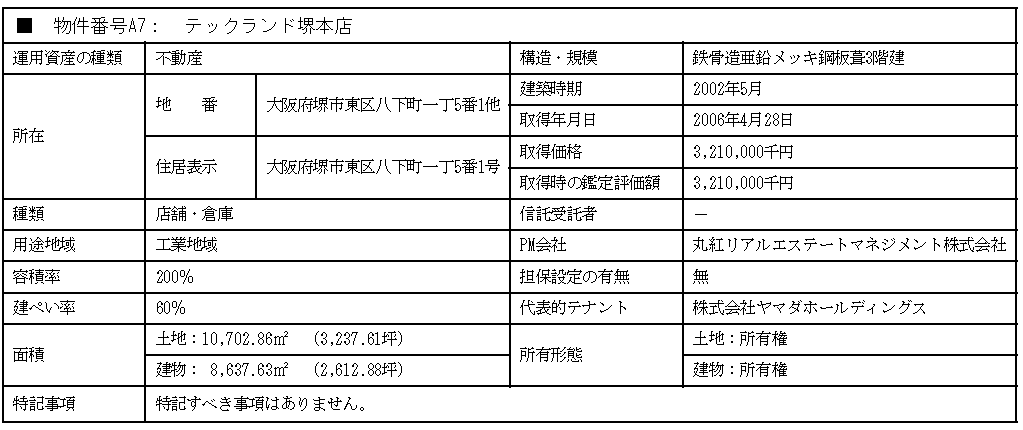 ■ 物件番号A7： テックランド堺本店
運用資産の種類 不動産 構造・規模 鉄骨造亜鉛メッキ鋼板葺3階建
所在 地　番 大阪府堺市東区八下町一丁5番1他 建築時期 2002年5月
取得年月日 2006年4月28日
住居表示 大阪府堺市東区八下町一丁5番1号 取得価格 3,210,000千円
取得時の鑑定評価額 3,210,000千円
種類 店舗・倉庫 信託受託者 －
用途地域 工業地域 PM会社 丸紅リアルエステートマネジメント株式会社
容積率 200% 担保設定の有無 無
建ぺい率 60% 代表的テナント 株式会社ヤマダホールディングス
面積 土地：10,702.86㎡ （3,237.61坪） 所有形態 土地：所有権
建物： 8,637.63㎡ （2,612.88坪） 建物：所有権
特記事項 特記すべき事項はありません。